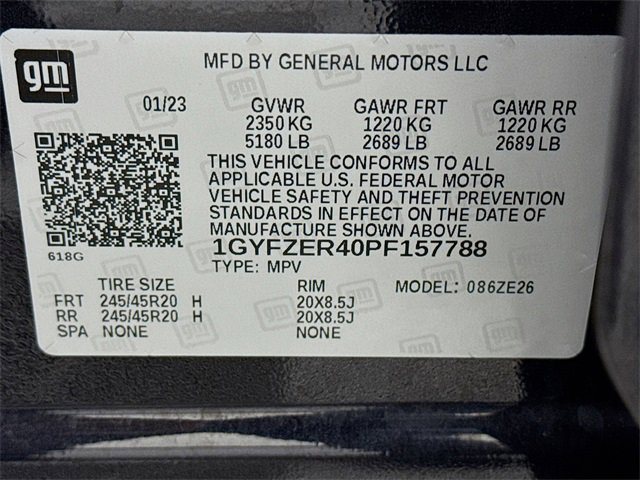 gm
MFD BY GENERAL MOTORS LLC
01/23 GVWR GAWR FRT GAWR RR
2350 KG 1220 KG 1220 KG
5180 LB 2689 LB 2689 LB
THIS VEHICLE CONFORMS TO ALL
APPLICABLE U.S. FEDERAL MOTOR
VEHICLE SAFETY AND THEFT PREVENTION
STANDARDS IN EFFECT ON THE DATE OF
MANUFACTURE SHOWN ABOVE.
618G
1GYFZER40PF157788
TYPE: MPV
TIRE SIZE RIM MODEL: 086ZE26
FRT 245/45R20 H 20X8.5J
RR 245/45R20 H 20X8.5J
SPA NONE NONE